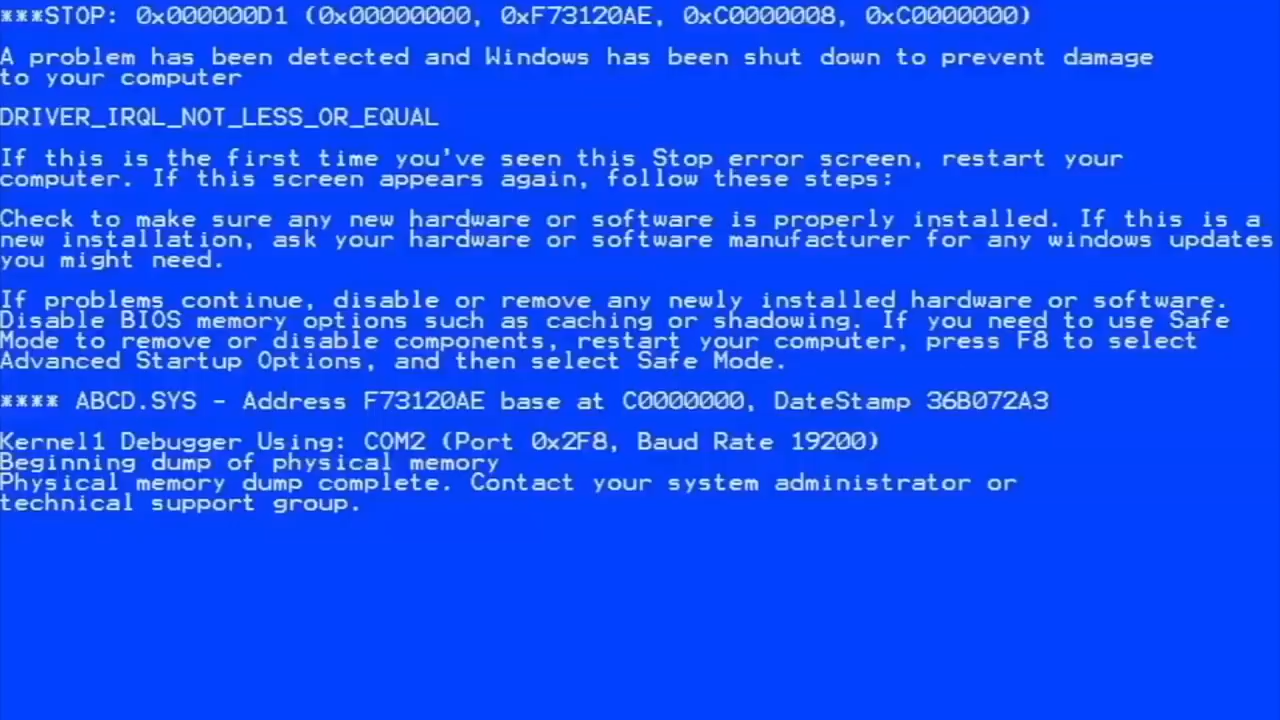 ***STOP: 0x000000D1 (0x00000000, 0xF73120AE, 0xC0000008, 0xC0000000)
A problem has been detected and Windows has been shut down to prevent damage
to your computer
DRIVER_IRQL_NOT_LESS_OR_EQUAL
If this is the first time you've seen this Stop error screen, restart your
computer. If this screen appears again, follow these steps:
Check to make sure any new hardware or software is properly installed. If this is a
new installation, ask your hardware or software manufacturer for any windows updates
you might need.
If problems continue, disable or remove any newly installed hardware or software.
Disable BIOS memory options such as caching or shadowing. If you need to use Safe
Mode to remove or disable components, restart your computer, press F8 to select
Advanced Startup Options, and then select Safe Mode.
**** ABCD.SYS - Address F73120AE base at C0000000, DateStamp 36B072A3
Kernel1 Debugger Using: COM2 (Port 0x2F8, Baud Rate 19200)
Beginning dump of physical memory
Physical memory dump complete. Contact your system administrator or
technical support group.